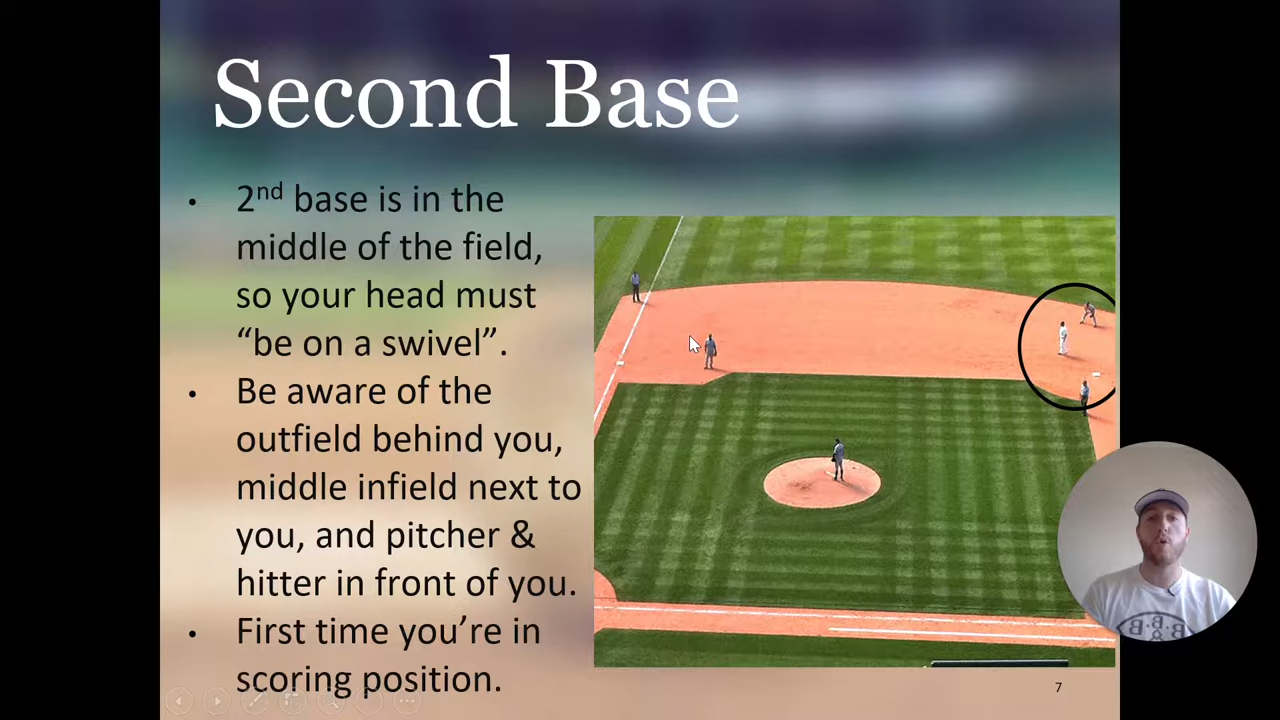 Second Base
• 2nd base is in the
middle of the field,
so your head must
“be on a swivel”.
• Be aware of the
outfield behind you,
middle infield next to
you, and pitcher &
hitter in front of you.
• First time you’re in
scoring position.
7